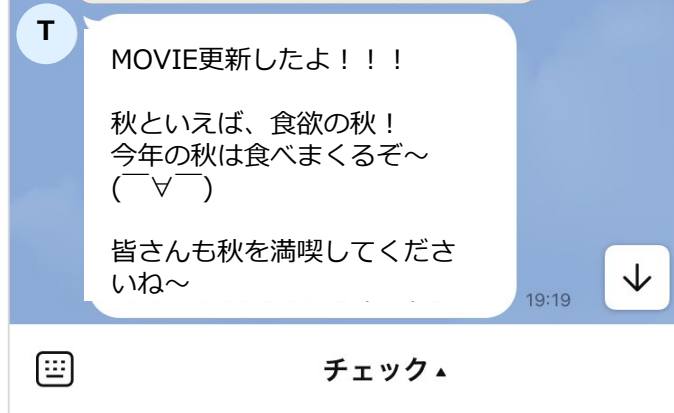 T
MOVIE更新したよ！！！
秋といえば、食欲の秋！
今年の秋は食べまくるぞ～
(￣∀￣)
皆さんも秋を満喫してくださ
いね～
19:19
チェック▲